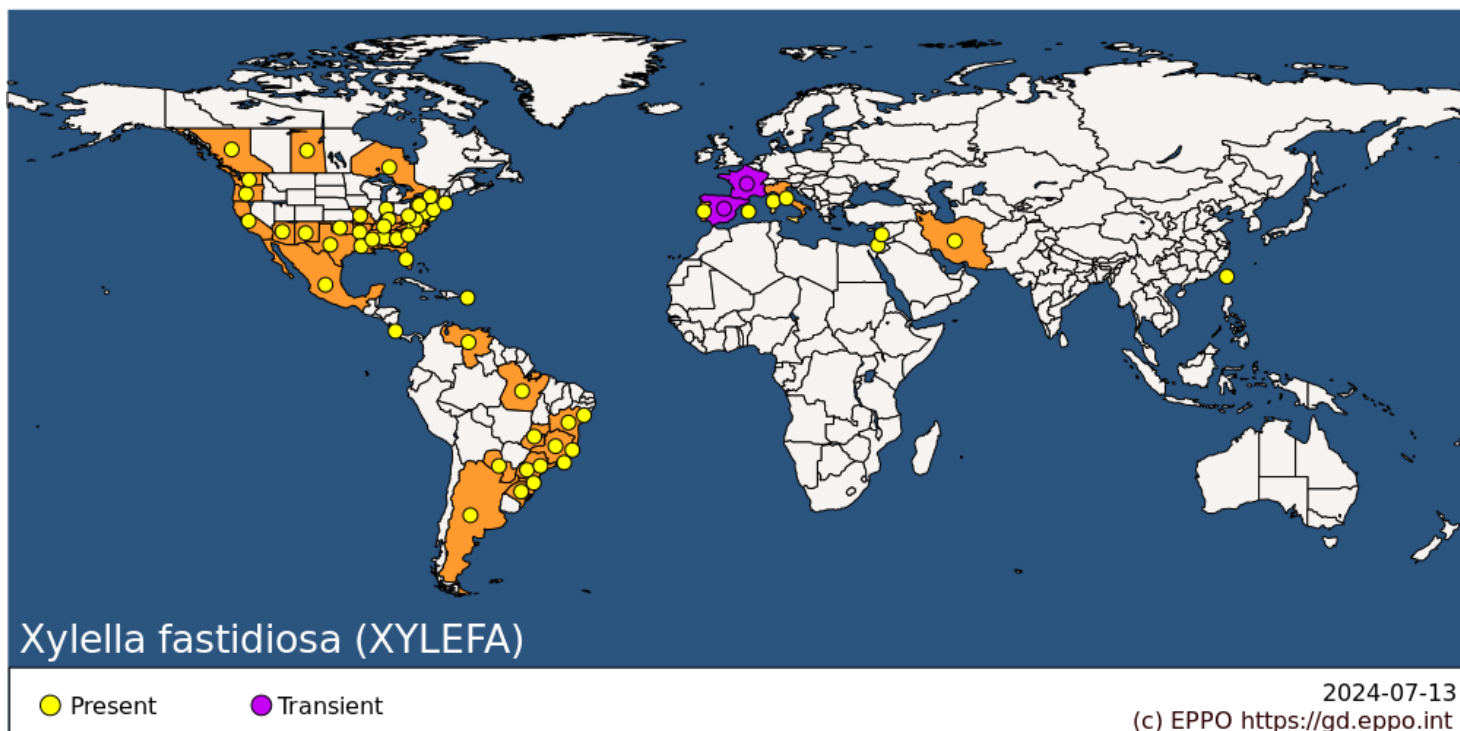 Xylella fastidiosa (XYLEFA)
Present
Transient
2024-07-13
(c) EPPO https://gd.eppo.int